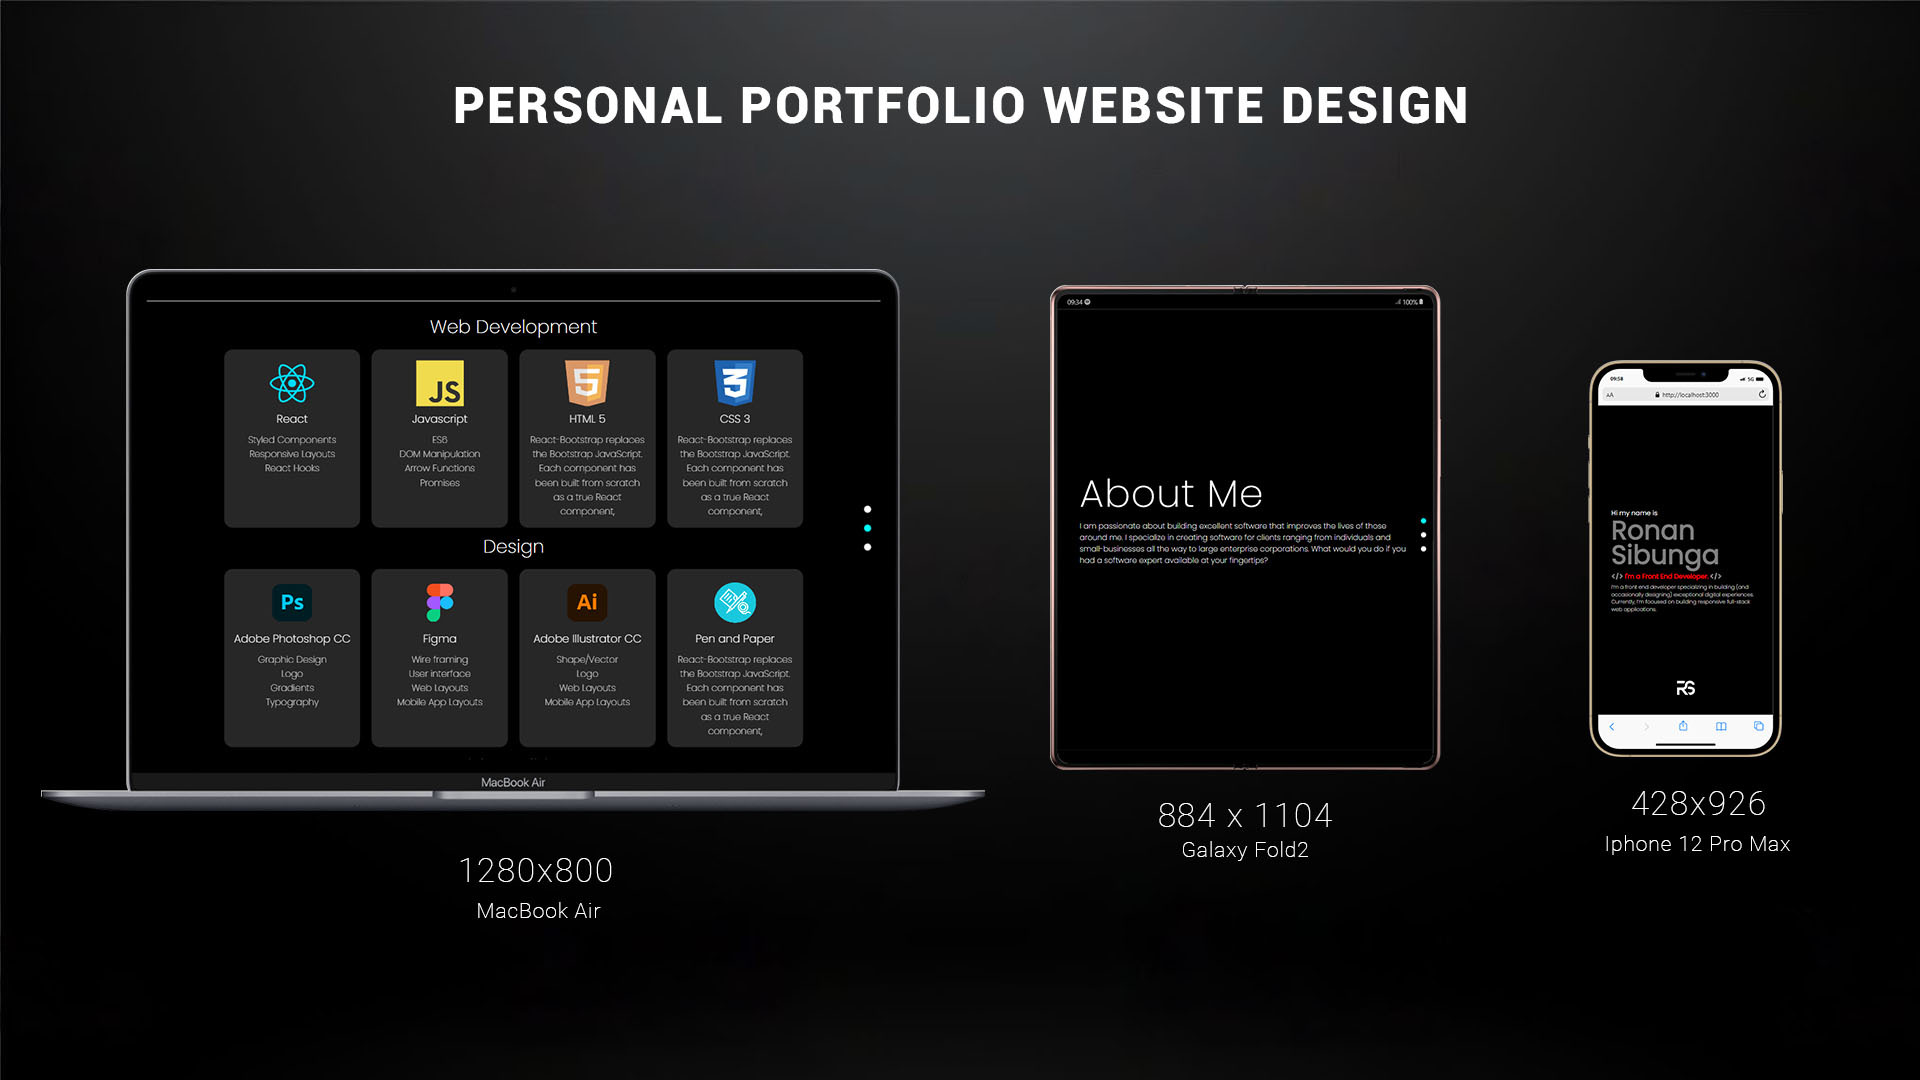 PERSONAL PORTFOLIO WEBSITE DESIGN
Web Development
React
Styled Components
Responsive Layouts
React Hooks
JS
Javascript
ES6
DOM Manipulation
Arrow Functions
Promises
5
HTML 5
React-Bootstrap replaces
the Bootstrap JavaScript.
Each component has
been built from scratch
as a true React
component,
3
CSS 3
React-Bootstrap replaces
the Bootstrap JavaScript.
Each component has
been built from scratch
as a true React
component,
Design
Ps
Adobe Photoshop CC
Graphic Design
Logo
Gradients
Typography
Figma
Wire framing
User interface
Web Layouts
Mobile App Layouts
Ai
Adobe Illustrator CC
Shape/Vector
Logo
Web Layouts
Mobile App Layouts
Pen and Paper
React-Bootstrap replaces
the Bootstrap JavaScript.
Each component has
been built from scratch
as a true React
component,
MacBook Air
1280x800
MacBook Air
09:34
100%
About Me
I am passionate about building excellent software that improves the lives of those
around me. I specialize in creating software for clients ranging from individuals and
small-businesses all the way to large enterprise corporations. What would you do if you
had a software expert available at your fingertips?
884 x 1104
Galaxy Fold2
09:58
5G
AA
http://localhost:3000
Hi my name is
Ronan
Sibunga
</> I'm a Front End Developer. </>
I'm a front end developer specializing in building (and
occasionally designing) exceptional digital experiences.
Currently, I'm focused on building responsive full-stack
web applications.
RS
428x926
Iphone 12 Pro Max